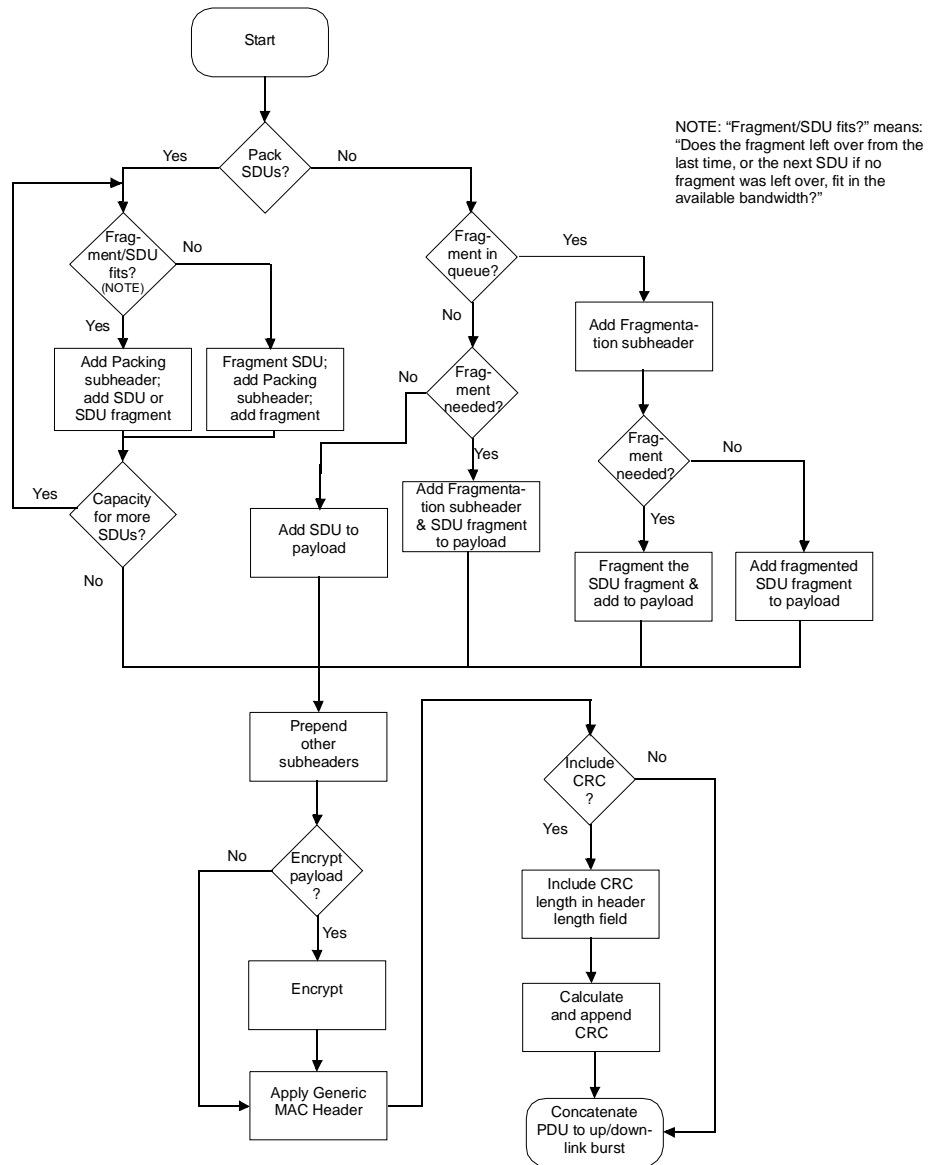 Start
Pack
SDUs?
Yes
No
NOTE: “Fragment/SDU fits?” means:
“Does the fragment left over from the
last time, or the next SDU if no
fragment was left over, fit in the
available bandwidth?”
Frag-
ment/SDU
fits?
(NOTE)
No
Yes
Frag-
ment in
queue?
Yes
No
Add Fragmenta-
tion subheader
Add Packing
subheader;
add SDU or
SDU fragment
Fragment SDU;
add Packing
subheader;
add fragment
No
Frag-
ment
needed?
Yes
Frag-
ment
needed?
No
Yes
Yes
Capacity
for more
SDUs?
No
Add SDU to
payload
Add Fragmenta-
tion subheader
& SDU fragment
to payload
Fragment the
SDU fragment &
add to payload
Add fragmented
SDU fragment
to payload
Prepend
other
subheaders
Include
CRC
?
No
Yes
No
Encrypt
payload
?
Yes
Include CRC
length in header
length field
Encrypt
Calculate
and append
CRC
Apply Generic
MAC Header
Concatenate
PDU to up/down-
link burst